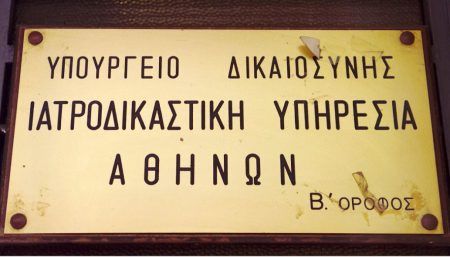 ΥΠΟΥΡΓΕΙΟ ΔΙΚΑΙΟΣΥΝΗΣ
ΙΑΤΡΟΔΙΚΑΣΤΙΚΗ ΥΠΗΡΕΣΙΑ
ΑΘΗΝΩΝ
Β.' ΟΡΟΦΟΣ